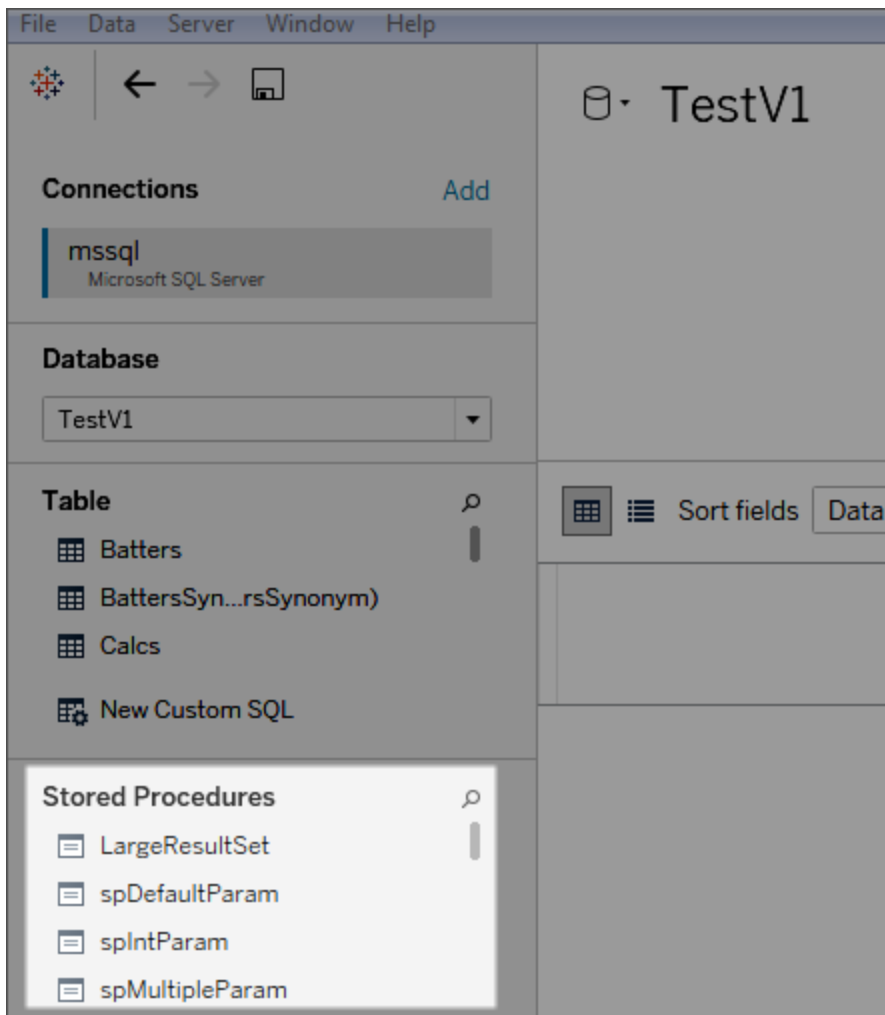 File Data Server Window Help
TestV1
Connections Add
mssql
Microsoft SQL Server
Database
TestV1
Table
Batters
BattersSyn...rsSynonym)
Calcs
New Custom SQL
Sort fields Data
Stored Procedures
LargeResultSet
spDefaultParam
spIntParam
spMultipleParam